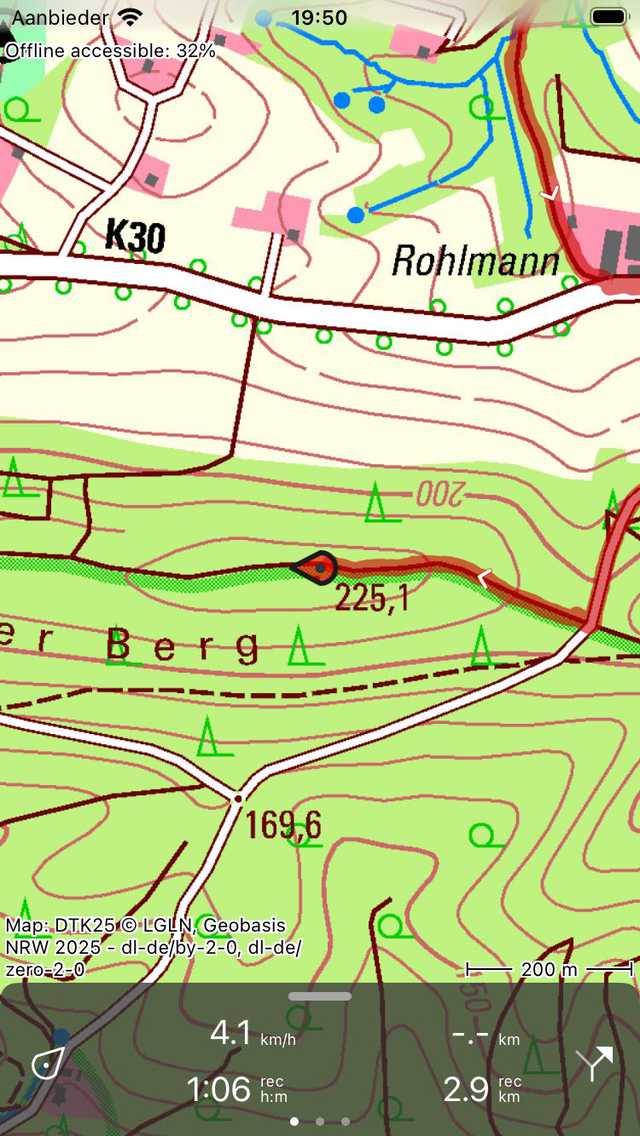 Aanbieder 19:50
Offline accessible: 32%
K30
Rohlmann
200
225,1
er Berg
169,6
Map: DTK25 © LGLN, Geobasis
NRW 2025 - dl-de/by-2-0, dl-de/
zero-2-0
200 m
50
4.1 km/h
-.- km
1:06 rec h:m
2.9 rec km